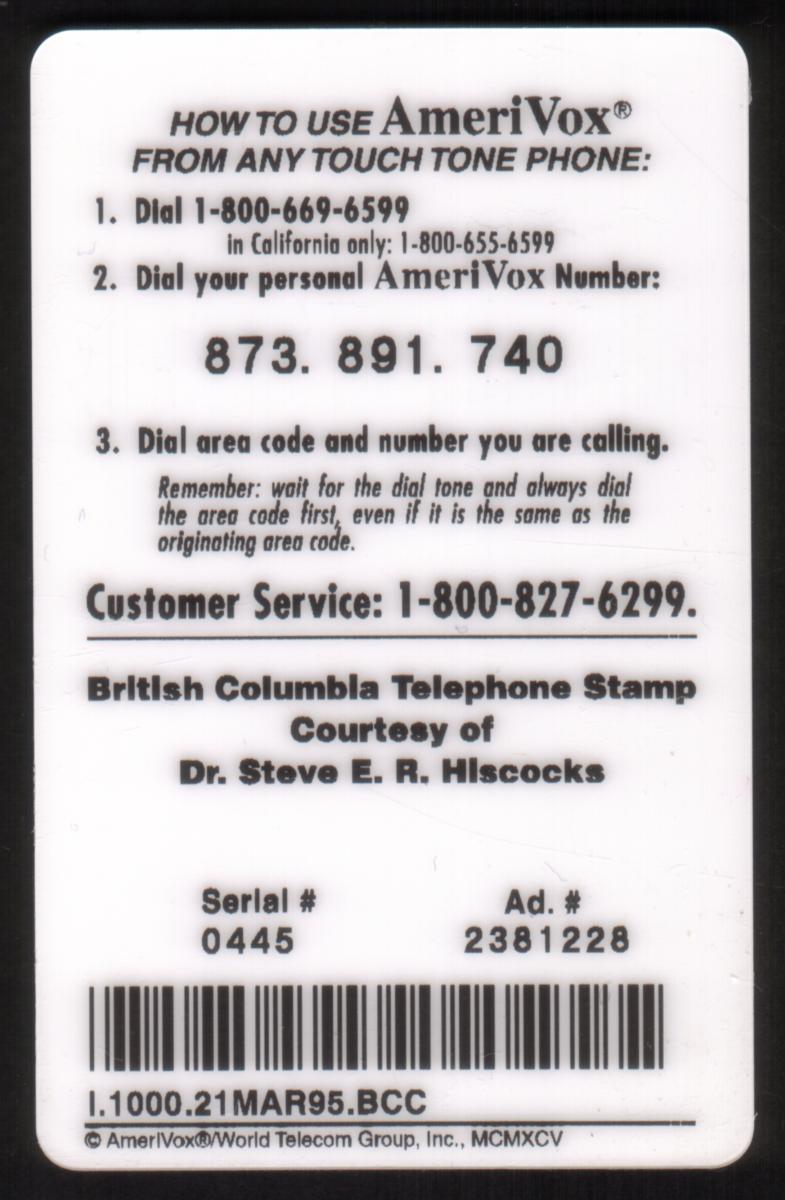 HOW TO USE AmeriVox®
FROM ANY TOUCH TONE PHONE:
1. Dial 1-800-669-6599
in California only: 1-800-655-6599
2. Dial your personal AmeriVox Number:
873. 891. 740
3. Dial area code and number you are calling.
Remember: wait for the dial tone and always dial
the area code first, even if it is the same as the
originating area code.
Customer Service: 1-800-827-6299.
British Columbia Telephone Stamp
Courtesy of
Dr. Steve E. R. Hiscocks
Serial # Ad. #
0445 2381228
I.1000.21MAR95.BCC
© AmeriVox®/World Telecom Group, Inc., MCMXCV